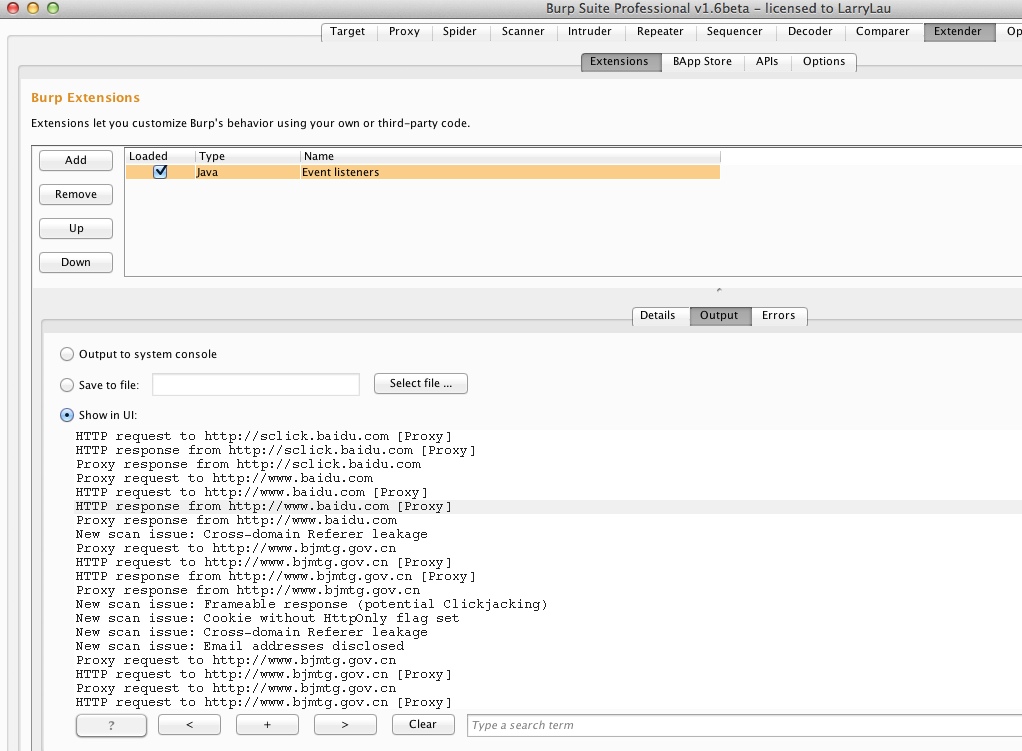 Burp Suite Professional v1.6beta – licensed to LarryLau
Target Proxy Spider Scanner Intruder Repeater Sequencer Decoder Comparer Extender Op
Extensions BApp Store APIs Options
Burp Extensions
Extensions let you customize Burp's behavior using your own or third-party code.
Add
Remove
Up
Down
Loaded Type Name
Java Event listeners
Details Output Errors
Output to system console
Save to file: Select file ...
Show in UI:
HTTP request to http://sclick.baidu.com [Proxy]
HTTP response from http://sclick.baidu.com [Proxy]
Proxy response from http://sclick.baidu.com
Proxy request to http://www.baidu.com
HTTP request to http://www.baidu.com [Proxy]
HTTP response from http://www.baidu.com [Proxy]
Proxy response from http://www.baidu.com
New scan issue: Cross-domain Referer leakage
Proxy request to http://www.bjmtg.gov.cn
HTTP request to http://www.bjmtg.gov.cn [Proxy]
HTTP response from http://www.bjmtg.gov.cn [Proxy]
Proxy response from http://www.bjmtg.gov.cn
New scan issue: Frameable response (potential Clickjacking)
New scan issue: Cookie without HttpOnly flag set
New scan issue: Cross-domain Referer leakage
New scan issue: Email addresses disclosed
Proxy request to http://www.bjmtg.gov.cn
HTTP request to http://www.bjmtg.gov.cn [Proxy]
Proxy request to http://www.bjmtg.gov.cn
HTTP request to http://www.bjmtg.gov.cn [Proxy]
? < + > Clear Type a search term